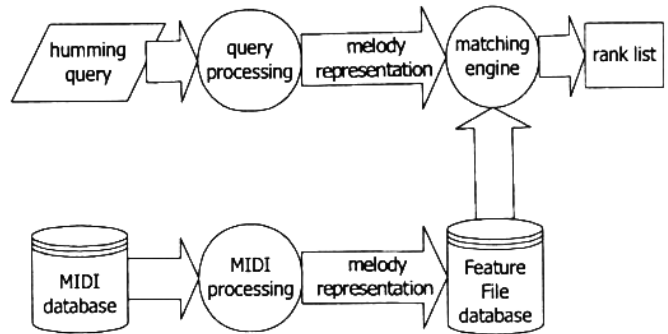 humming
query
query
processing
melody
representation
matching
engine
rank list
MIDI
database
MIDI
processing
melody
representation
Feature
File
database